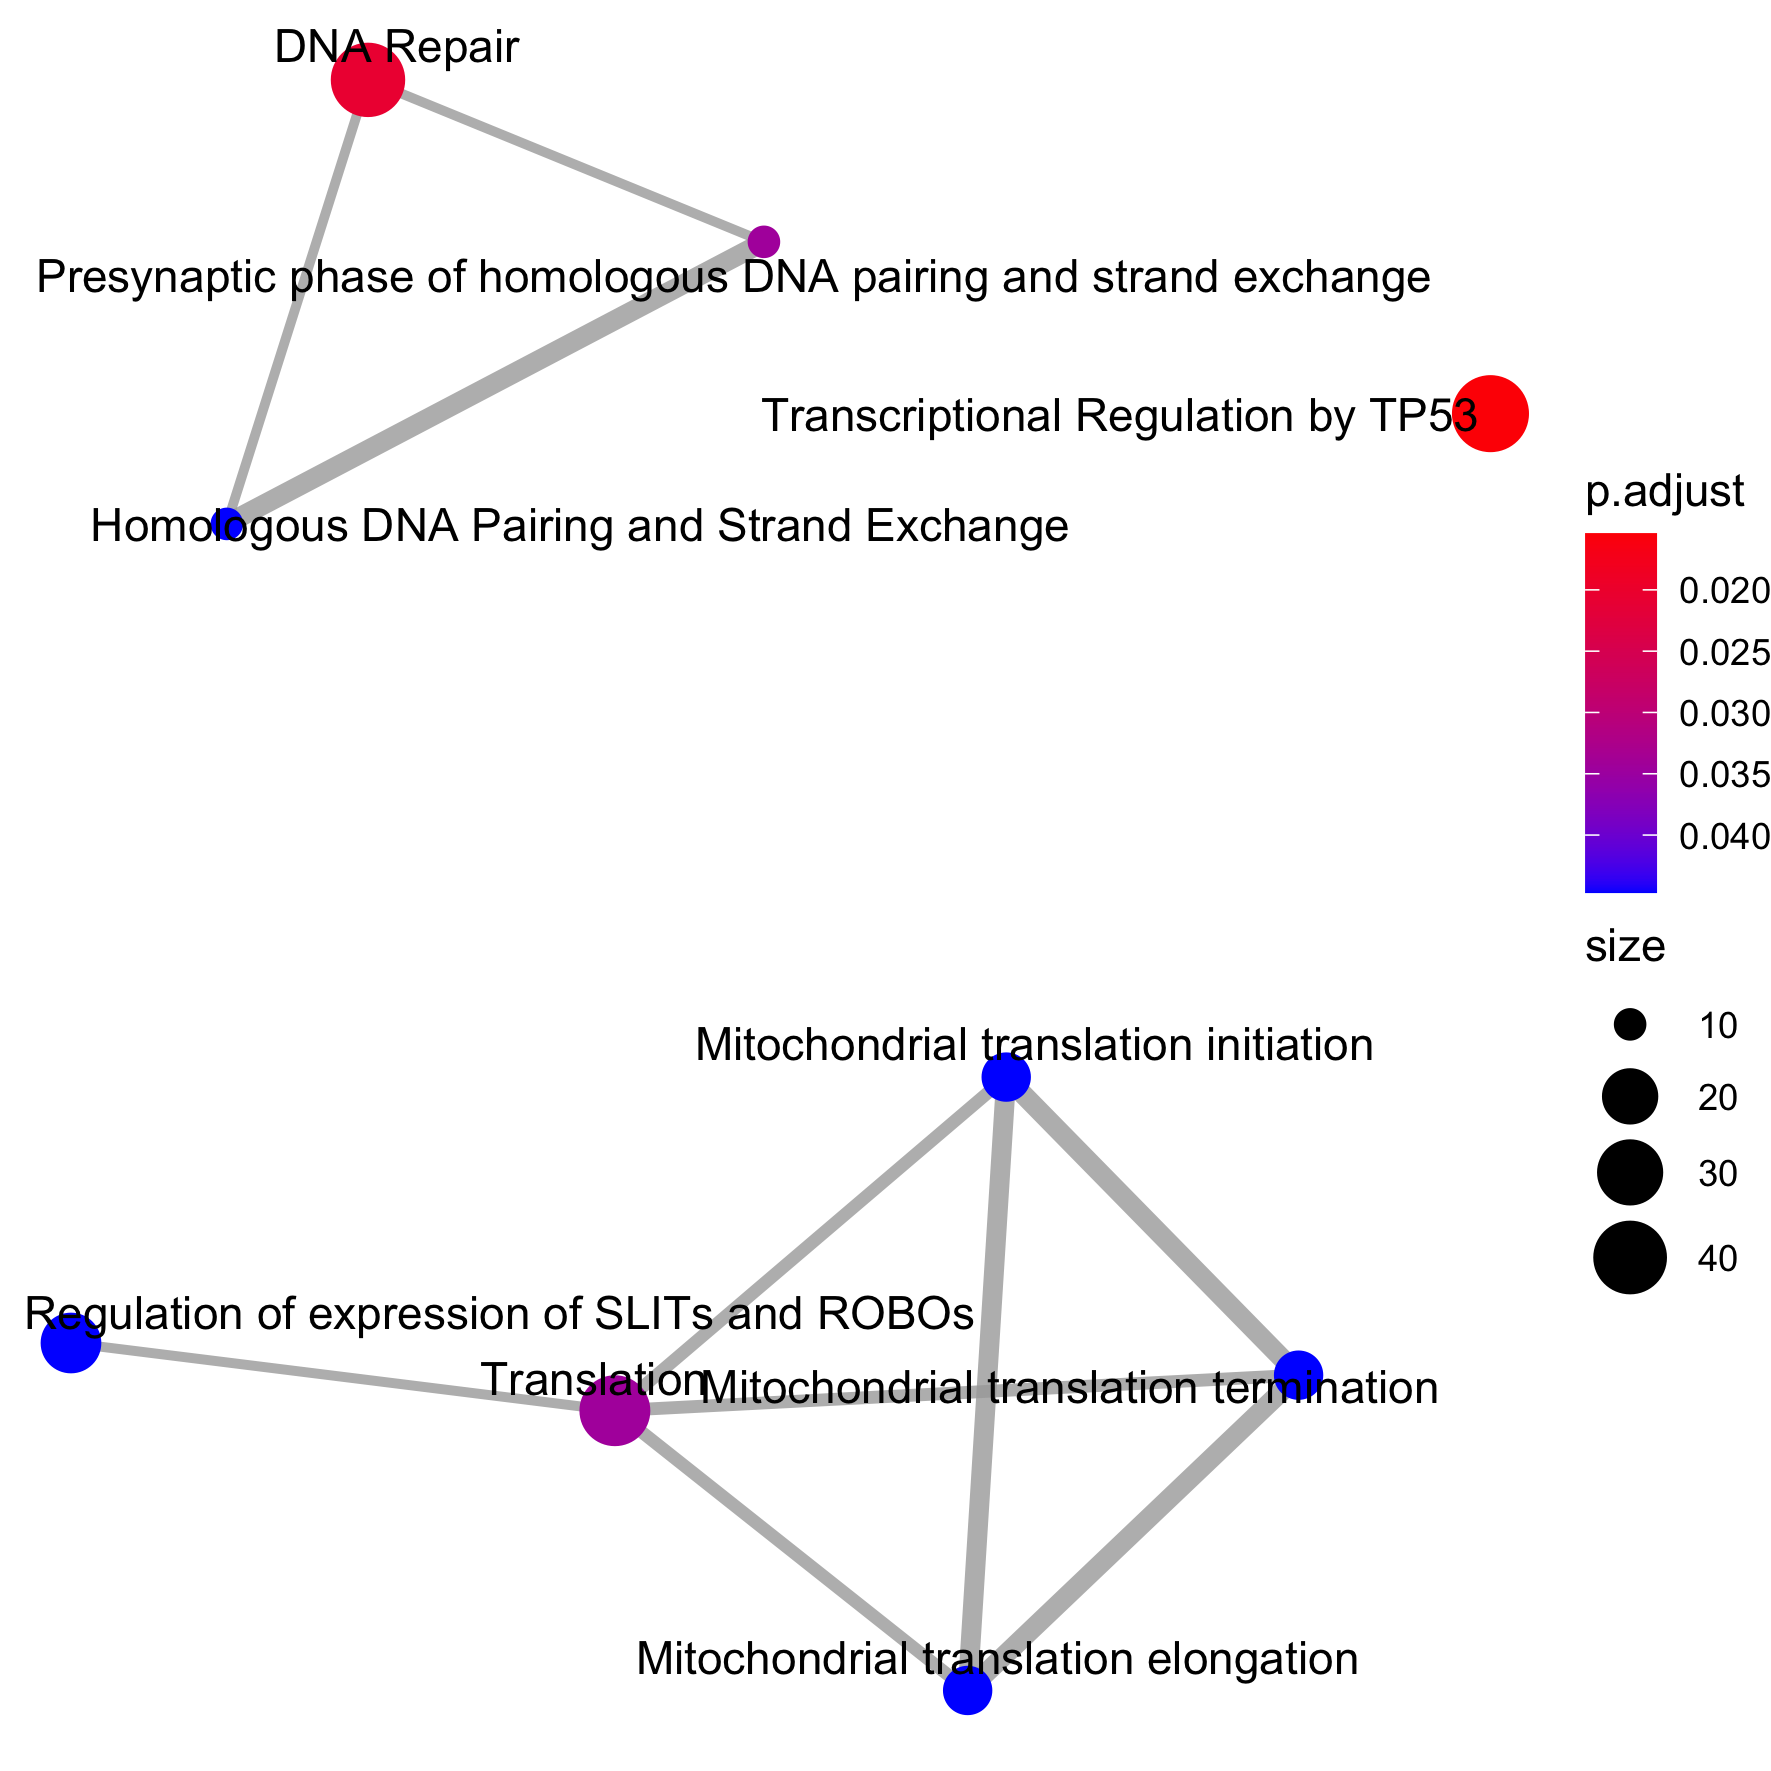 DNA Repair
Presynaptic phase of homologous DNA pairing and strand exchange
Transcriptional Regulation by TP53
Homologous DNA Pairing and Strand Exchange
p.adjust
0.020
0.025
0.030
0.035
0.040
size
10
20
30
40
Mitochondrial translation initiation
Regulation of expression of SLITs and ROBOs
Translation
Mitochondrial translation termination
Mitochondrial translation elongation